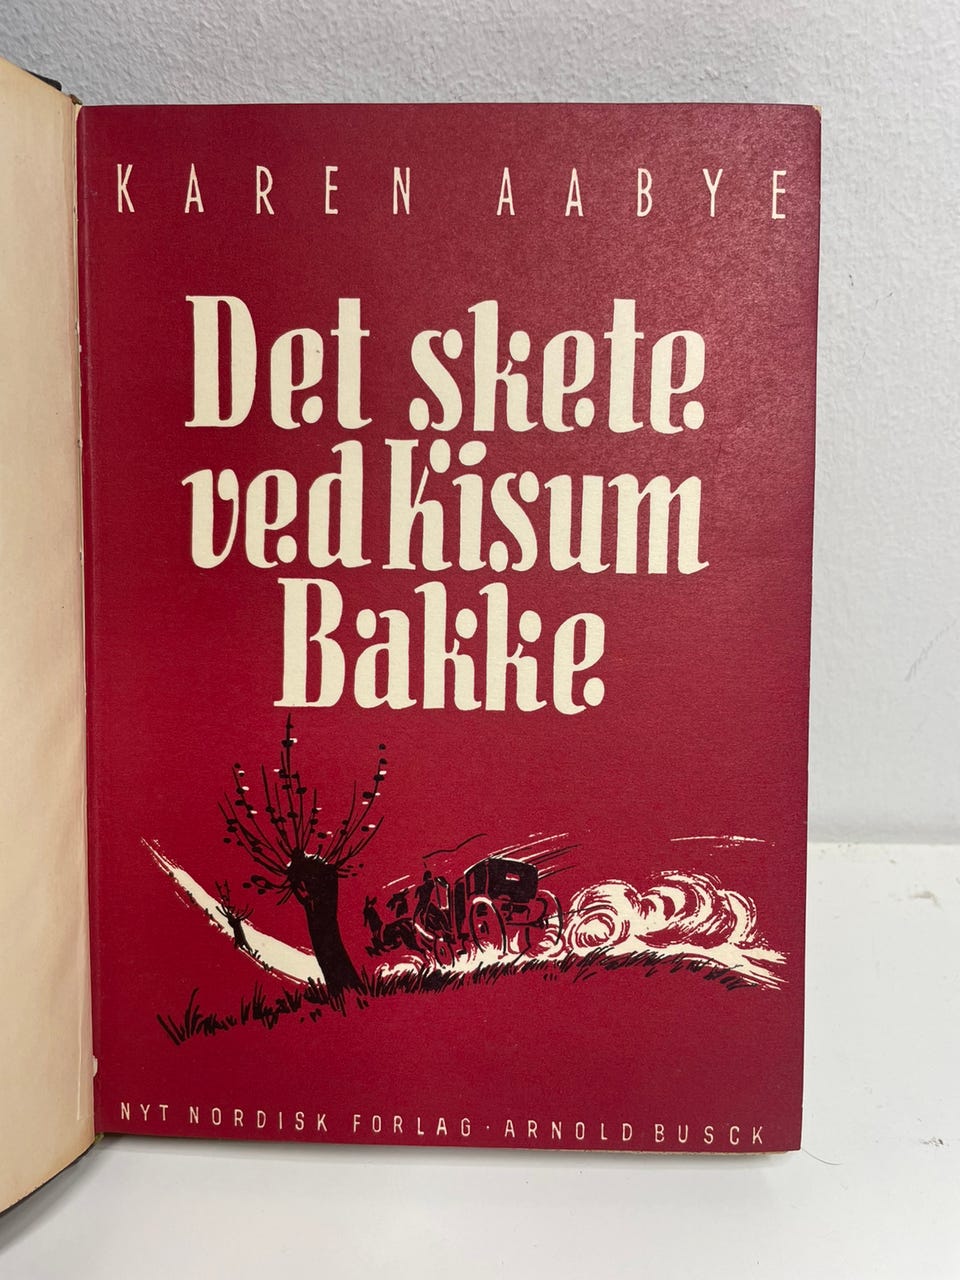 KAREN AABYE
Det skete
ved Kisum
Bakke
NYT NORDISK FORLAG · ARNOLD BUSCK